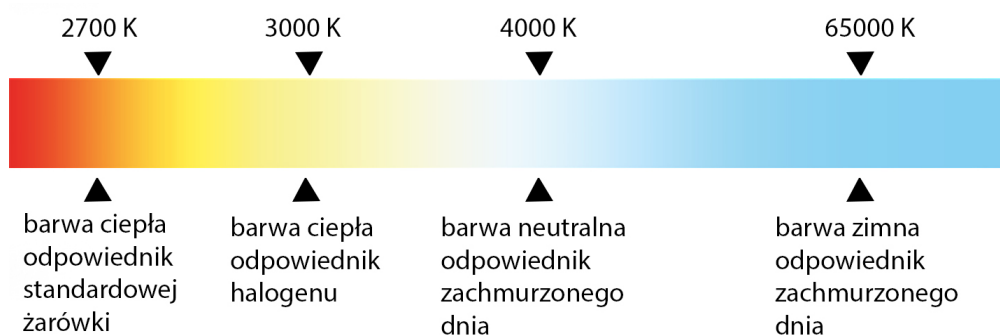 2700 K
3000 K
4000 K
65000 K
barwa ciepła
odpowiednik
standardowej
żarówki
barwa ciepła
odpowiednik
halogenu
barwa neutralna
odpowiednik
zachmurzonego
dnia
barwa zimna
odpowiednik
zachmurzonego
dnia